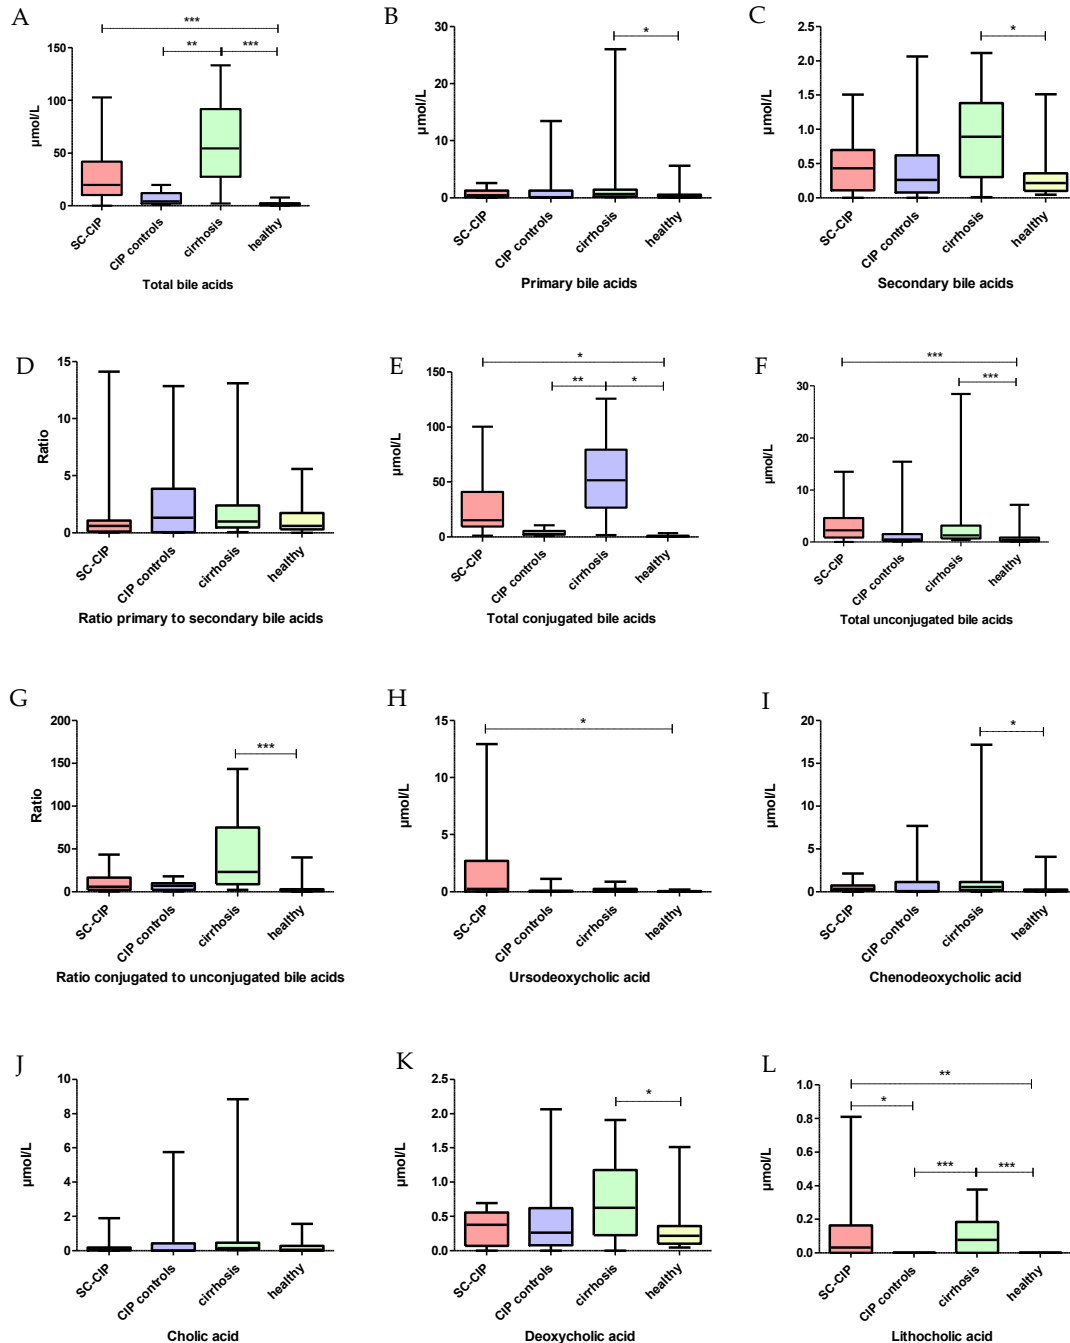 A
***
** ***
150
100
50
0
µmol/L
SC-CIP
CIP controls
cirrhosis
healthy
Total bile acids
B
*
30
20
10
0
µmol/L
SC-CIP
CIP controls
cirrhosis
healthy
Primary bile acids
C
*
2.5
2.0
1.5
1.0
0.5
0.0
µmol/L
SC-CIP
CIP controls
cirrhosis
healthy
Secondary bile acids
D
15
10
5
0
Ratio
SC-CIP
CIP controls
cirrhosis
healthy
Ratio primary to secondary bile acids
E
*
** *
150
100
50
0
µmol/L
SC-CIP
CIP controls
cirrhosis
healthy
Total conjugated bile acids
F
***
***
30
20
10
0
µmol/L
SC-CIP
CIP controls
cirrhosis
healthy
Total unconjugated bile acids
G
***
200
150
100
50
0
Ratio
SC-CIP
CIP controls
cirrhosis
healthy
Ratio conjugated to unconjugated bile acids
H
*
15
10
5
0
µmol/L
SC-CIP
CIP controls
cirrhosis
healthy
Ursodeoxycholic acid
I
*
20
15
10
5
0
µmol/L
SC-CIP
CIP controls
cirrhosis
healthy
Chenodeoxycholic acid
J
10
8
6
4
2
0
µmol/L
SC-CIP
CIP controls
cirrhosis
healthy
Cholic acid
K
*
2.5
2.0
1.5
1.0
0.5
0.0
µmol/L
SC-CIP
CIP controls
cirrhosis
healthy
Deoxycholic acid
L
**
*
*** ***
1.0
0.8
0.6
0.4
0.2
0.0
µmol/L
SC-CIP
CIP controls
cirrhosis
healthy
Lithocholic acid